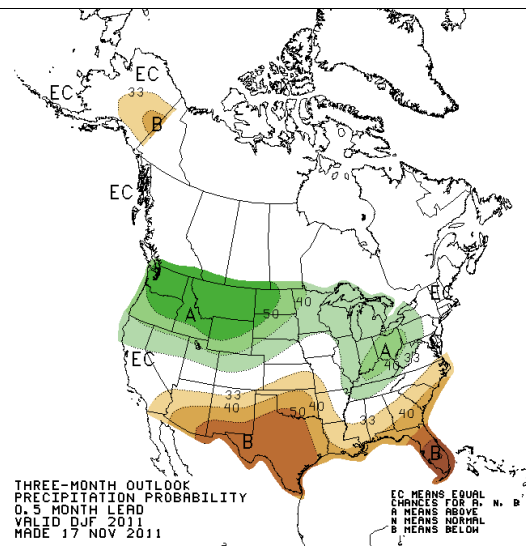 EC
EC
33
B
EC
40
EC
50
A
A
33
40
EC
33
40
50
40
33
40
B
B
THREE-MONTH OUTLOOK
PRECIPITATION PROBABILITY
0.5 MONTH LEAD
VALID DJF 2011
MADE 17 NOV 2011
EC MEANS EQUAL
CHANCES FOR A, N, B
A MEANS ABOVE
N MEANS NORMAL
B MEANS BELOW